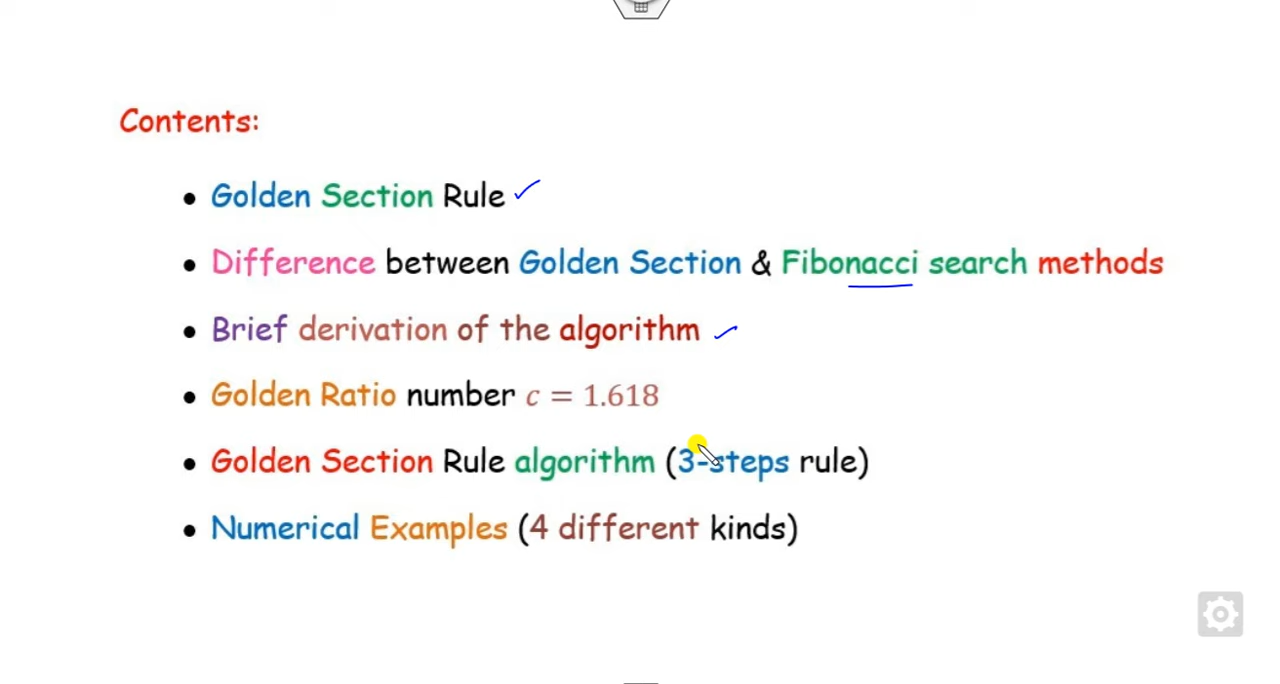 Contents:
• Golden Section Rule ✓
• Difference between Golden Section & Fibonacci search methods
• Brief derivation of the algorithm ✓
• Golden Ratio number c = 1.618
• Golden Section Rule algorithm (3-steps rule)
• Numerical Examples (4 different kinds)